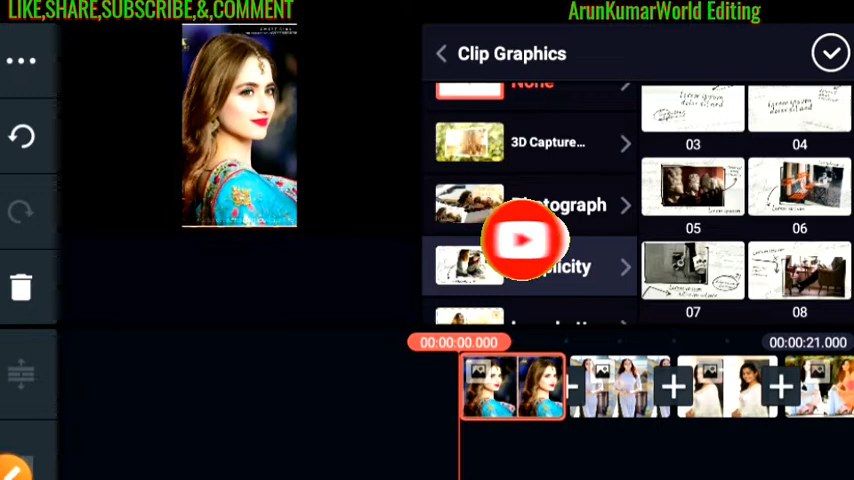 LIKE,SHARE,SUBSCRIBE,&,COMMENT
ArunKumarWorld Editing
Clip Graphics
None
3D Capture...
03
04
05
06
07
08
00:00:00.000
00:00:21.000